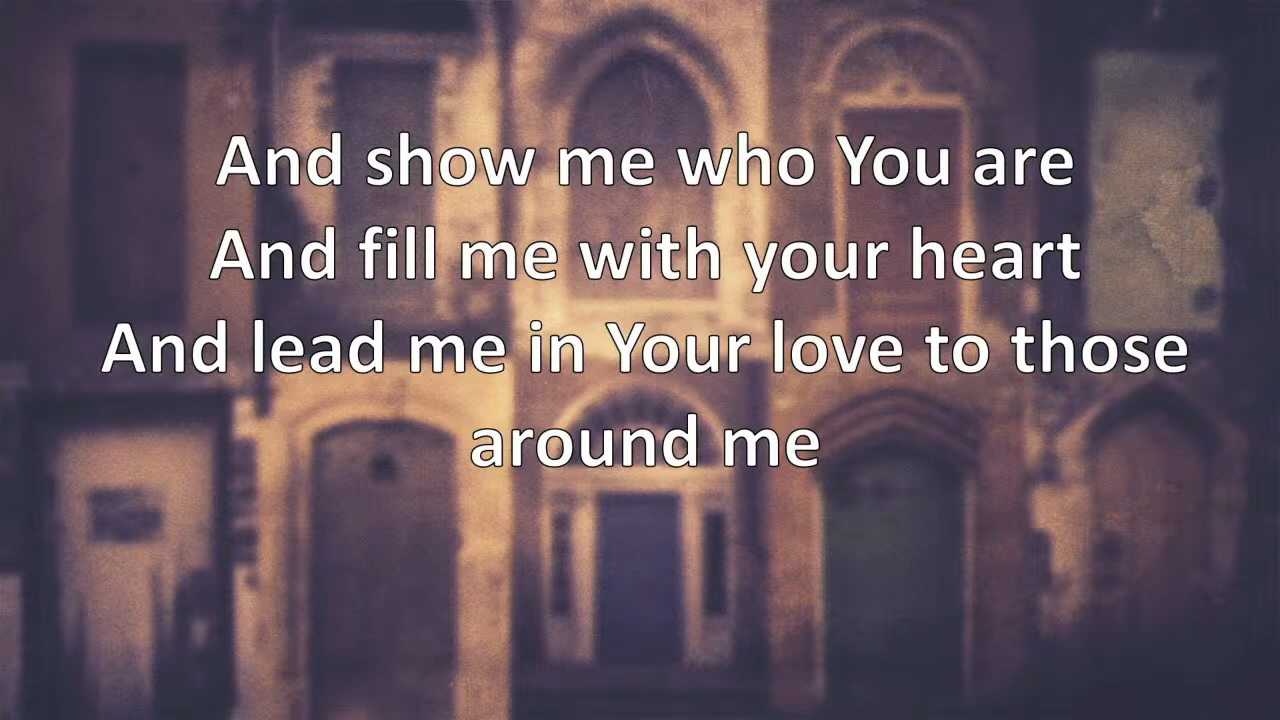 And show me who You are
And fill me with your heart
And lead me in Your love to those
around me